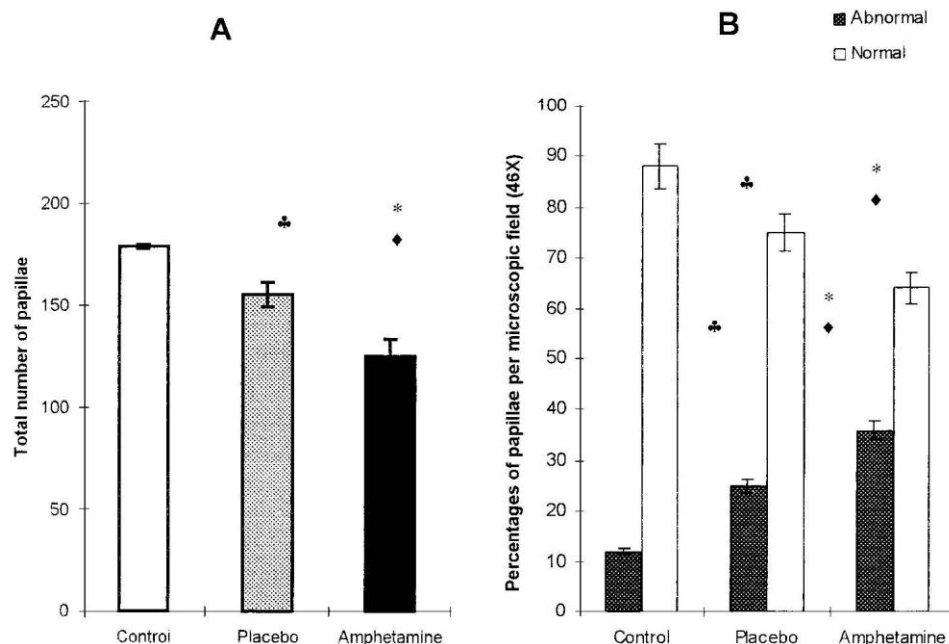 A
B
Abnormal
Normal
Total number of papillae
250
200
150
100
50
0
Control
Placebo
Amphetamine
Percentages of papillae per microscopic field (46X)
100
90
80
70
60
50
40
30
20
10
0
Control
Placebo
Amphetamine
♣
*
♦
♣
*
♦
♣
*
♦